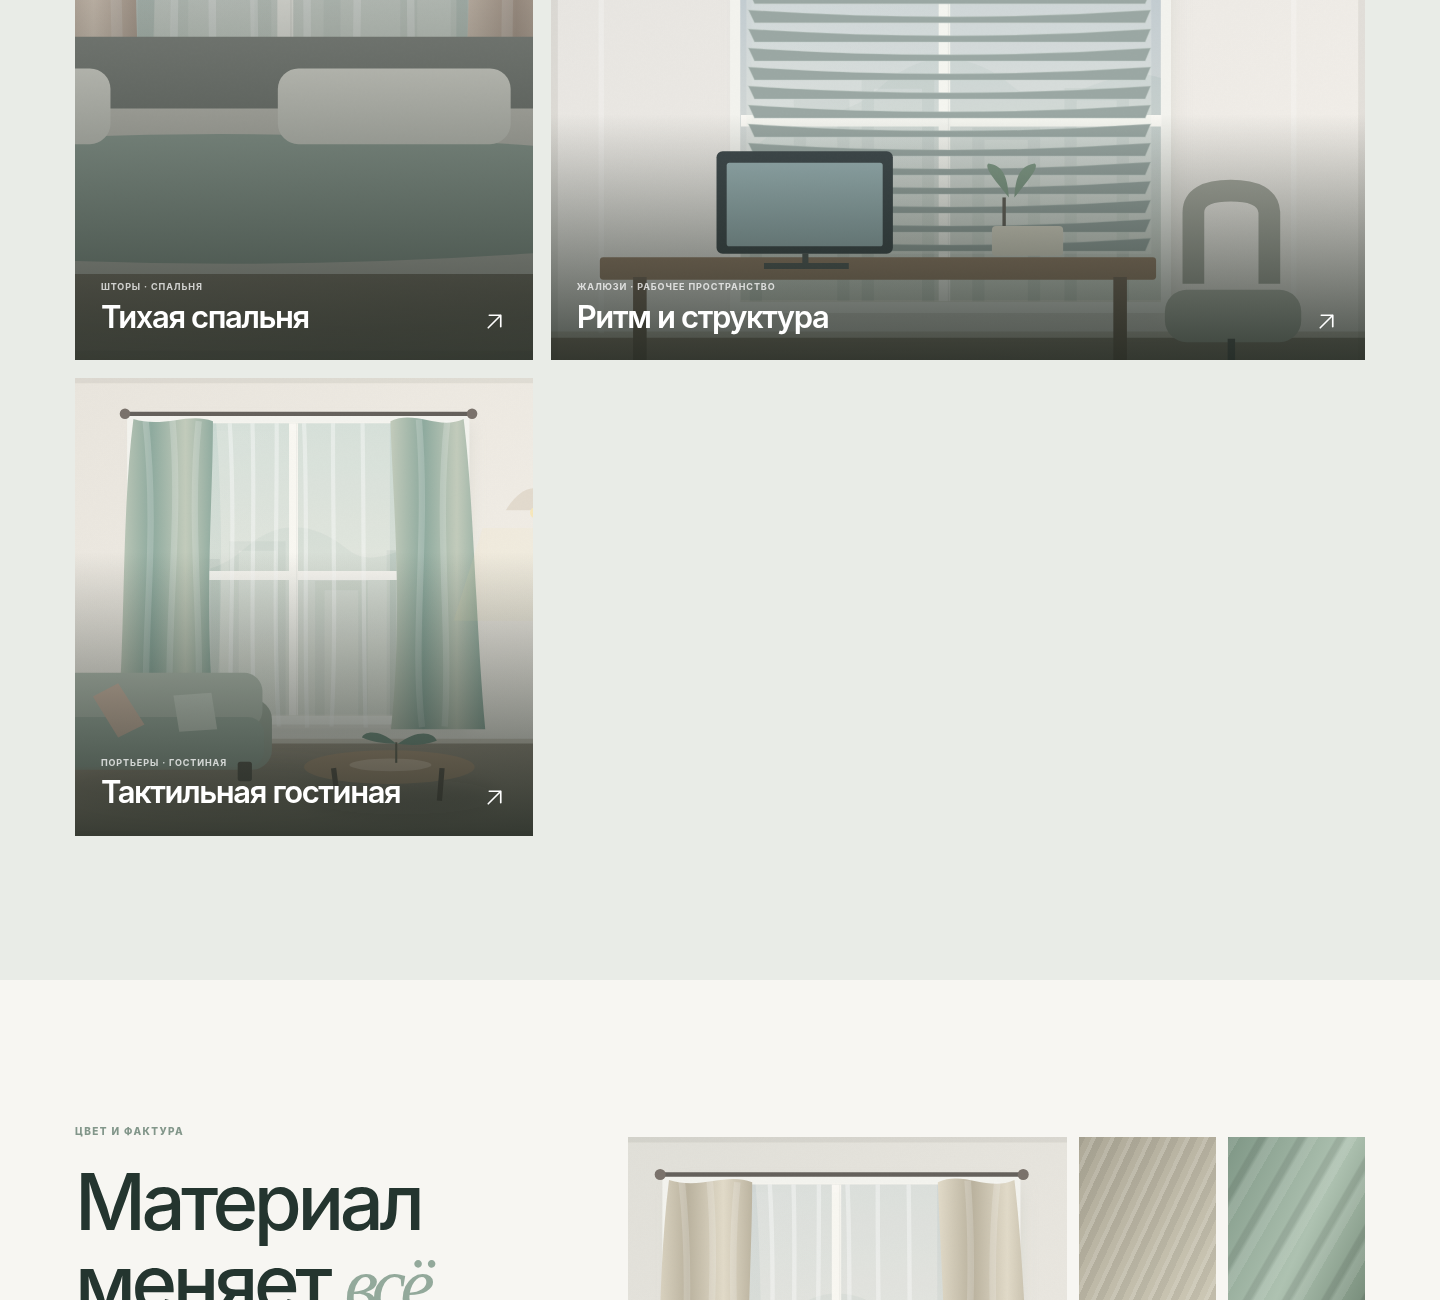 ШТОРЫ · СПАЛЬНЯ
Тихая спальня
ЖАЛЮЗИ · РАБОЧЕЕ ПРОСТРАНСТВО
Ритм и структура
ПОРТЬЕРЫ · ГОСТИНАЯ
Тактильная гостиная
ЦВЕТ И ФАКТУРА
Материал
меняет всё